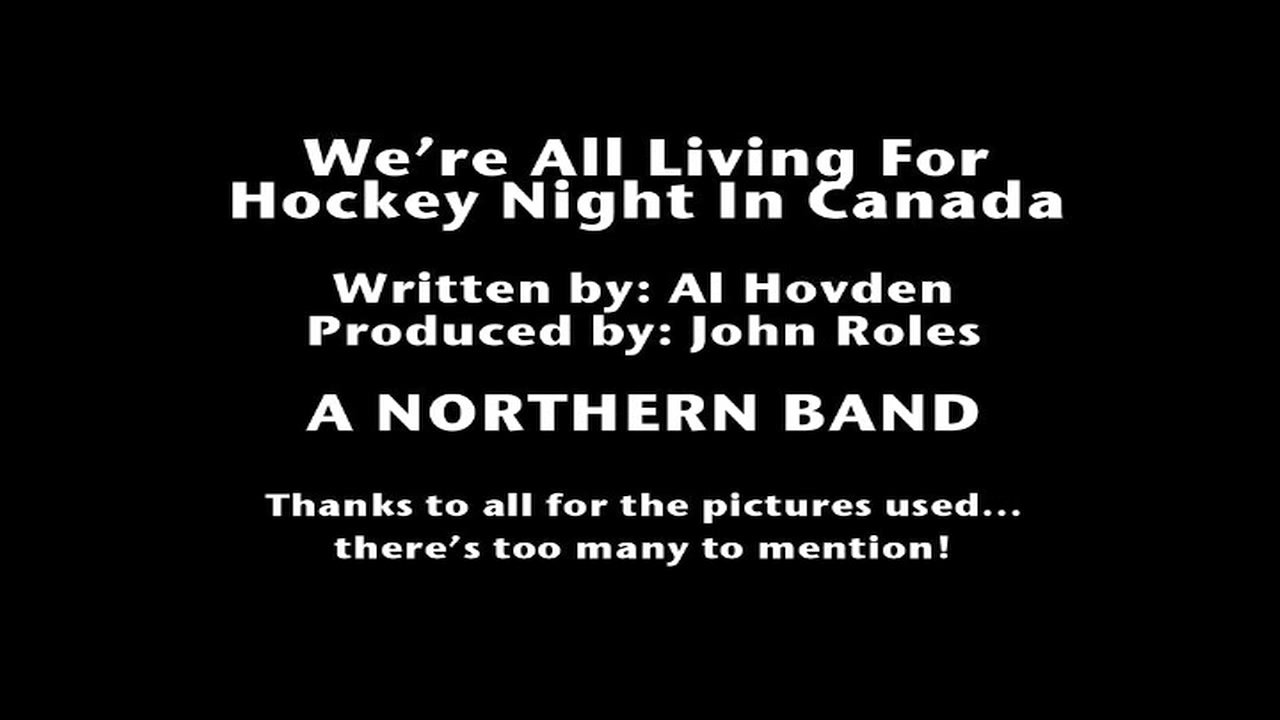 We're All Living For
Hockey Night In Canada
Written by: Al Hovden
Produced by: John Roles
A NORTHERN BAND
Thanks to all for the pictures used...
there's too many to mention!